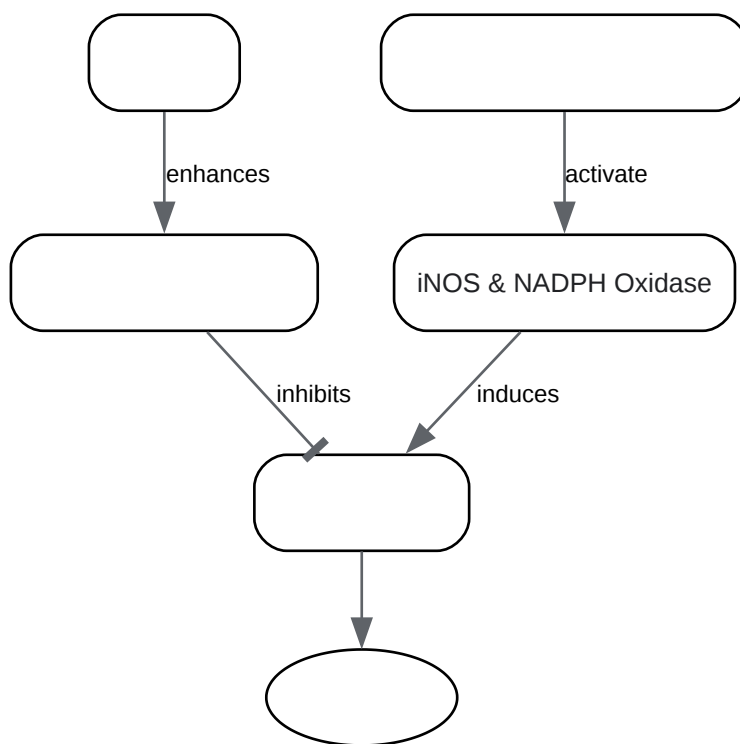 enhances
activate
iNOS & NADPH Oxidase
inhibits
induces